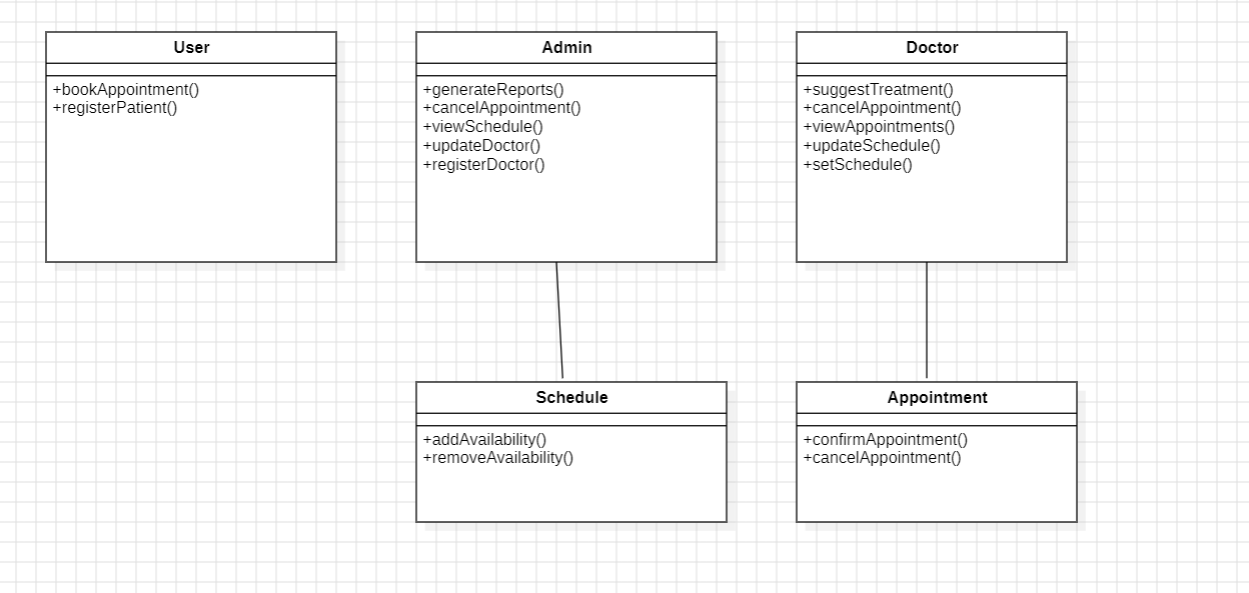 User
+bookAppointment()
+registerPatient()
Admin
+generateReports()
+cancelAppointment()
+viewSchedule()
+updateDoctor()
+registerDoctor()
Doctor
+suggestTreatment()
+cancelAppointment()
+viewAppointments()
+updateSchedule()
+setSchedule()
Schedule
+addAvailability()
+removeAvailability()
Appointment
+confirmAppointment()
+cancelAppointment()